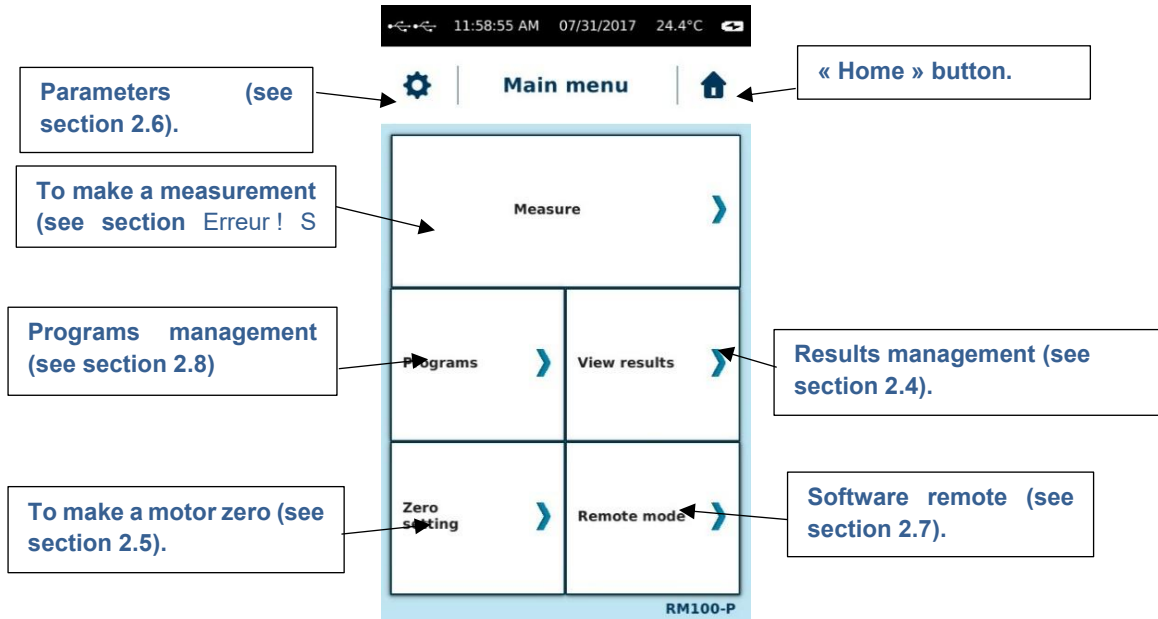 11:58:55 AM 07/31/2017 24.4°C
Parameters (see
section 2.6).
Main menu
« Home » button.
To make a measurement
(see section Erreur ! S
Measure
Programs management
(see section 2.8)
Programs
View results
Results management (see
section 2.4).
To make a motor zero (see
section 2.5).
Zero
setting
Remote mode
Software remote (see
section 2.7).
RM100-P